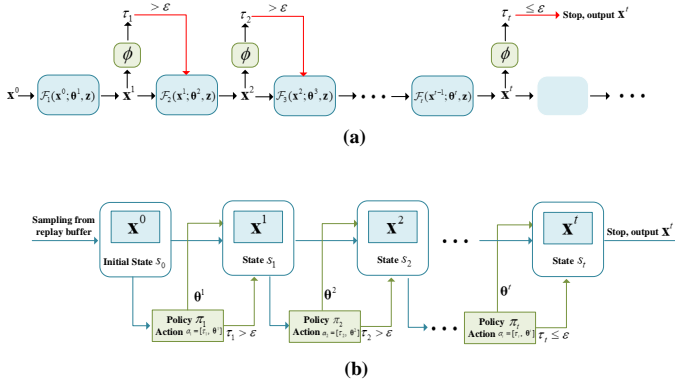 τ₁ > ε τ₂ > ε τₜ ≤ ε Stop, output xᵗ
ϕ ϕ ϕ
x⁰ F₁(x⁰;θ¹,z) x¹ F₂(x¹;θ²,z) x² F₃(x²;θ³,z) • • • Fₜ(xᵗ⁻¹;θᵗ,z) xᵗ • • •
(a)
Sampling from
replay buffer
x⁰ x¹ x² • • • xᵗ Stop, output xᵗ
Initial State s₀ State s₁ State s₂ State sₜ
θ¹ θ² θᵗ
Policy π₁ Policy π₂ Policy πₜ
Action a₁=[τ₁, θ¹] τ₁ > ε Action a₂=[τ₂, θ²] τ₂ > ε • • • Action aₜ=[τₜ, θᵗ] τₜ ≤ ε
(b)